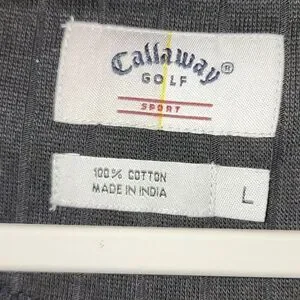 Callaway®
GOLF
SPORT
100% COTTON
MADE IN INDIA
L